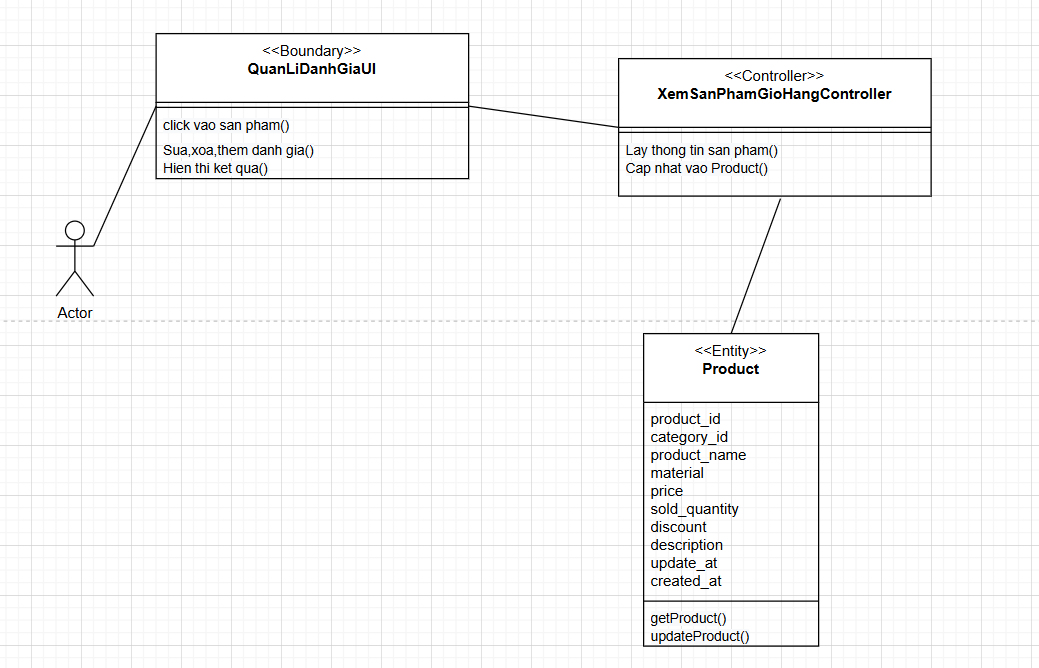 <<Boundary>>
QuanLiDanhGiaUI
click vao san pham()
Sua,xoa,them danh gia()
Hien thi ket qua()
<<Controller>>
XemSanPhamGioHangController
Lay thong tin san pham()
Cap nhat vao Product()
Actor
<<Entity>>
Product
product_id
category_id
product_name
material
price
sold_quantity
discount
description
update_at
created_at
getProduct()
updateProduct()